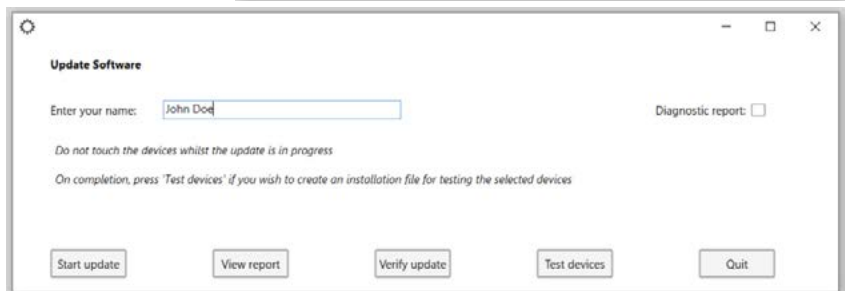 Update Software
Enter your name: John Doe Diagnostic report:
Do not touch the devices whilst the update is in progress
On completion, press 'Test devices' if you wish to create an installation file for testing the selected devices
Start update View report Verify update Test devices Quit